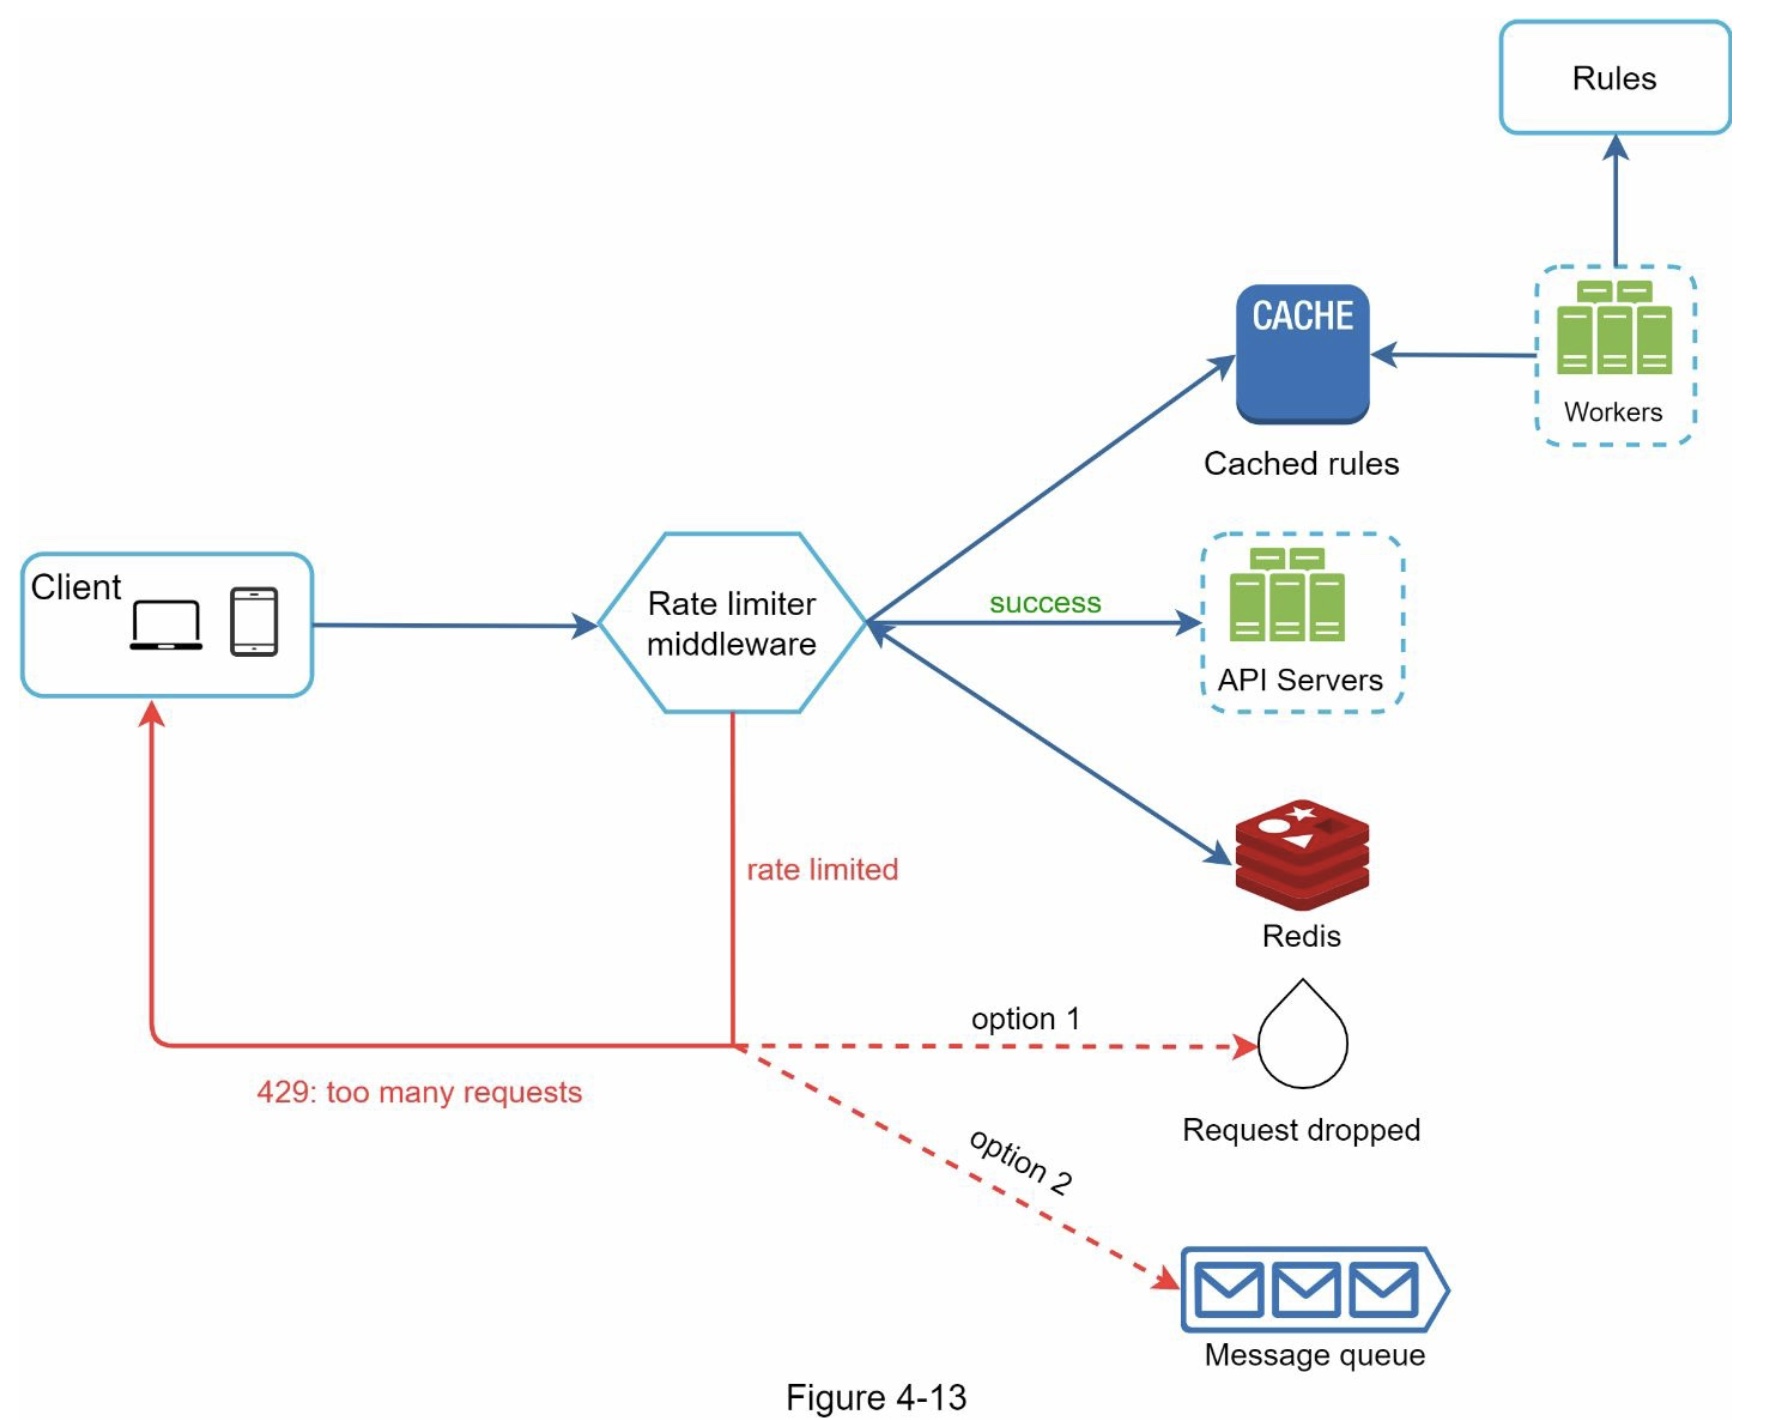 Rules
CACHE
Workers
Cached rules
Client
Rate limiter
middleware
success
API Servers
rate limited
Redis
option 1
429: too many requests
Request dropped
option 2
Message queue
Figure 4-13